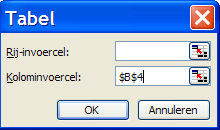 Tabel
Rij-invoercel:
Kolominvoercel: $B$4
OK Annuleren